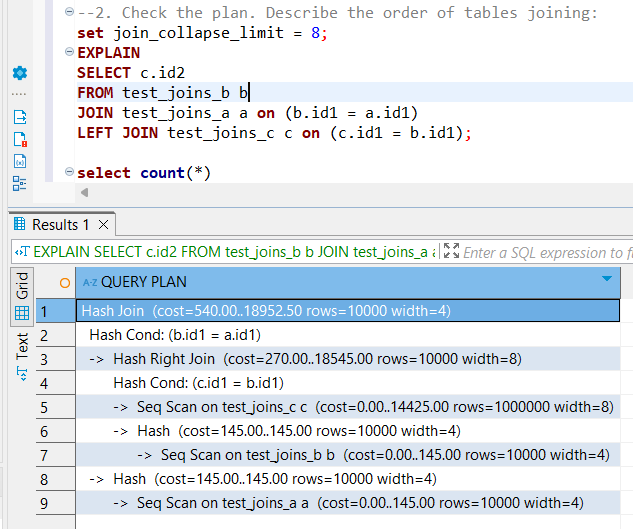 --2. Check the plan. Describe the order of tables joining:
set join_collapse_limit = 8;
EXPLAIN
SELECT c.id2
FROM test_joins_b b
JOIN test_joins_a a on (b.id1 = a.id1)
LEFT JOIN test_joins_c c on (c.id1 = b.id1);
select count(*)
Results 1 ×
EXPLAIN SELECT c.id2 FROM test_joins_b b JOIN test_joins_a a Enter a SQL expression to
Grid
Text
A-Z QUERY PLAN
1 Hash Join (cost=540.00..18952.50 rows=10000 width=4)
2 Hash Cond: (b.id1 = a.id1)
3 -> Hash Right Join (cost=270.00..18545.00 rows=10000 width=8)
4 Hash Cond: (c.id1 = b.id1)
5 -> Seq Scan on test_joins_c c (cost=0.00..14425.00 rows=1000000 width=8)
6 -> Hash (cost=145.00..145.00 rows=10000 width=4)
7 -> Seq Scan on test_joins_b b (cost=0.00..145.00 rows=10000 width=4)
8 -> Hash (cost=145.00..145.00 rows=10000 width=4)
9 -> Seq Scan on test_joins_a a (cost=0.00..145.00 rows=10000 width=4)